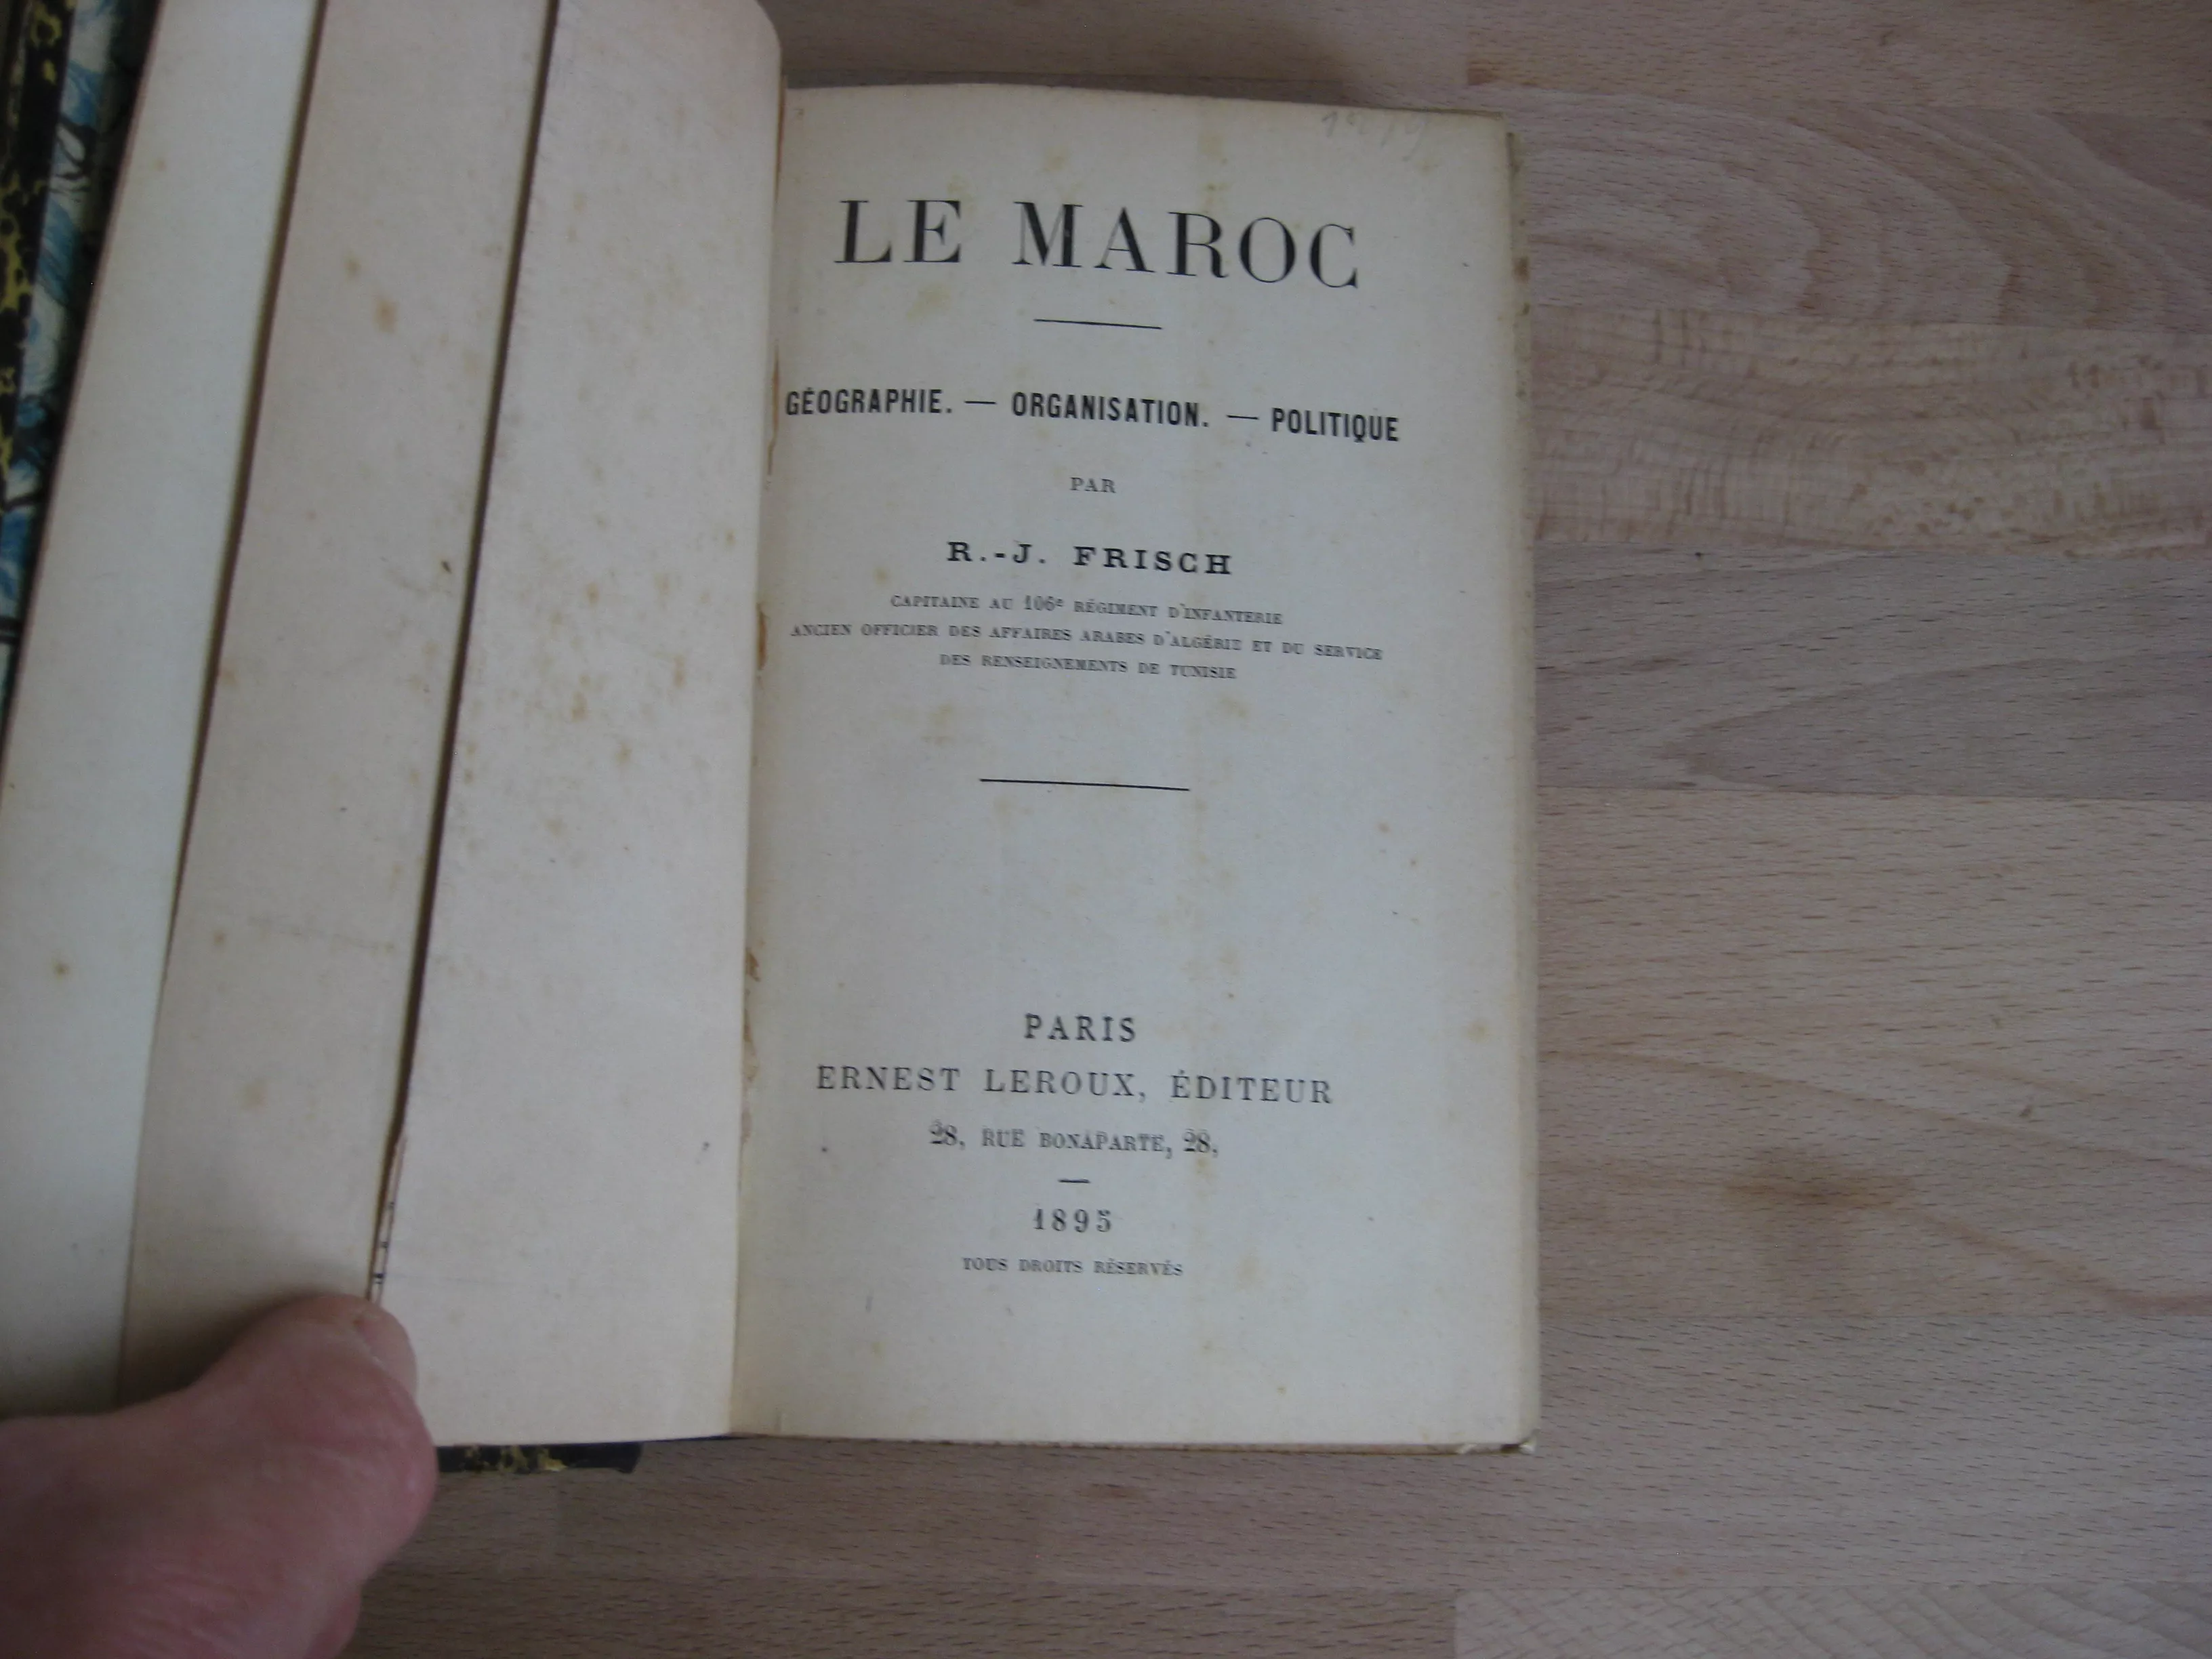 LE MAROC
GÉOGRAPHIE. — ORGANISATION. — POLITIQUE
PAR
R.-J. FRISCH
CAPITAINE AU 106e RÉGIMENT D'INFANTERIE
ANCIEN OFFICIER DES AFFAIRES ARABES D'ALGÉRIE ET DU SERVICE
DES RENSEIGNEMENTS DE TUNISIE
PARIS
ERNEST LEROUX, ÉDITEUR
28, RUE BONAPARTE, 28,
1895
TOUS DROITS RÉSERVÉS